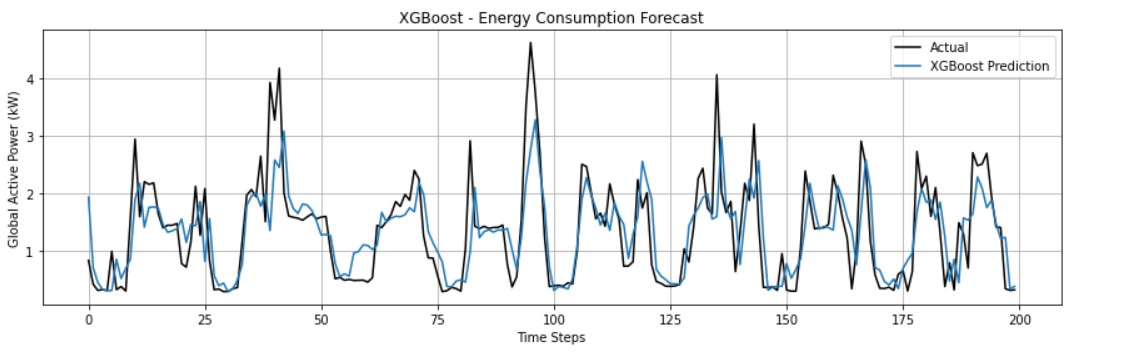 XGBoost - Energy Consumption Forecast
Actual
XGBoost Prediction
Global Active Power (kW)
4
3
2
1
0
25
50
75
100
125
150
175
200
Time Steps